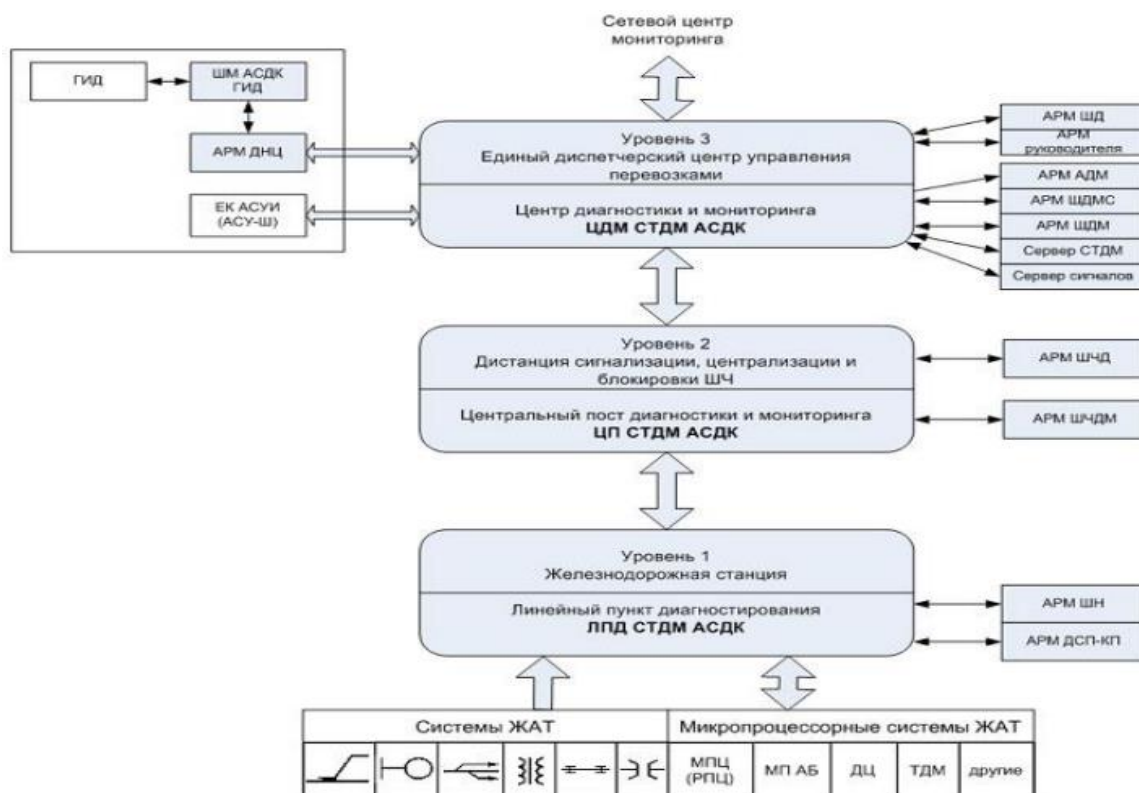 Сетевой центр
мониторинга
ГИД
ШМ АСДК
ГИД
АРМ ДНЦ
ЕК АСУИ
(АСУ-Ш)
Уровень 3
Единый диспетчерский центр управления
перевозками
Центр диагностики и мониторинга
ЦДМ СТДМ АСДК
АРМ ШД
АРМ
руководителя
АРМ АДМ
АРМ ШДМС
АРМ ШДМ
Сервер СТДМ
Сервер сигналов
Уровень 2
Дистанция сигнализации, централизации и
блокировки ШЧ
Центральный пост диагностики и мониторинга
ЦП СТДМ АСДК
АРМ ШЧД
АРМ ШЧДМ
Уровень 1
Железнодорожная станция
Линейный пункт диагностирования
ЛПД СТДМ АСДК
АРМ ШН
АРМ ДСП-КП
Системы ЖАТ
Микропроцессорные системы ЖАТ
МПЦ
(РПЦ)
МП АБ
ДЦ
ТДМ
другие